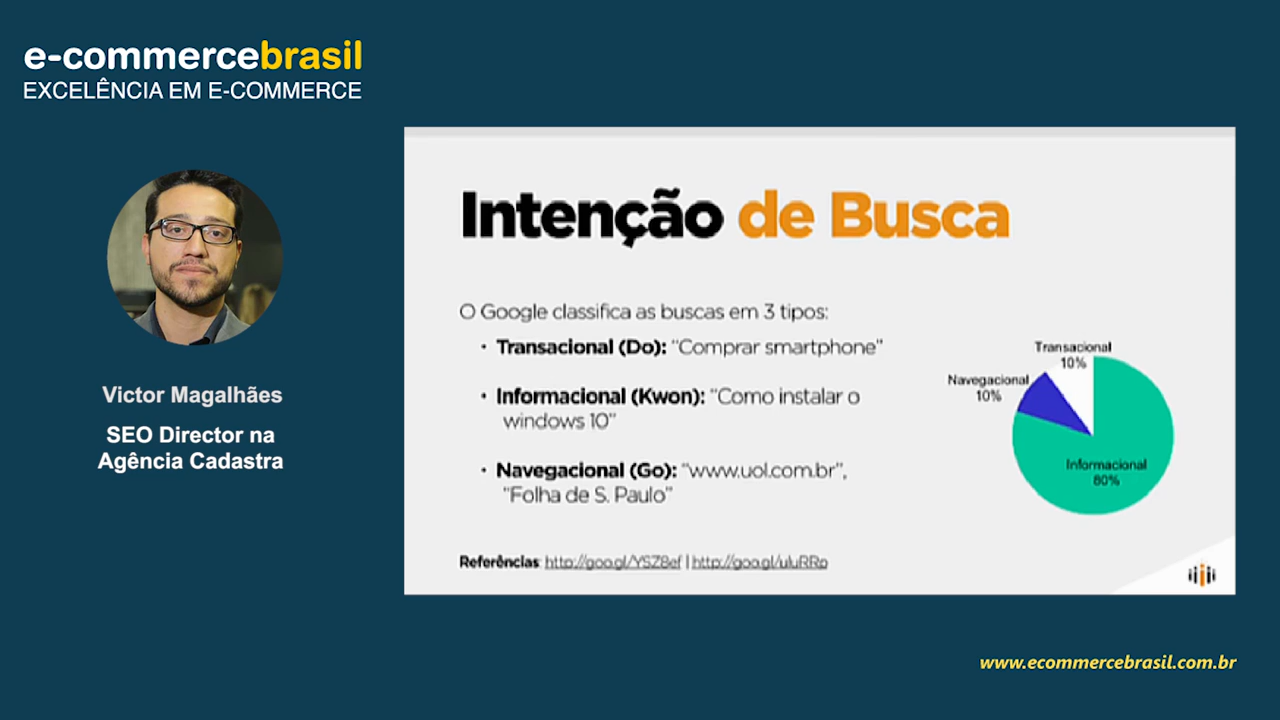 e-commercebrasil
EXCELÊNCIA EM E-COMMERCE
Victor Magalhães
SEO Director na
Agência Cadastra
Intenção de Busca
O Google classifica as buscas em 3 tipos:
• Transacional (Do): "Comprar smartphone"
• Informacional (Kwon): "Como instalar o
windows 10"
• Navegacional (Go): "www.uol.com.br",
"Folha de S. Paulo"
Transacional
10%
Navegacional
10%
Informacional
80%
Referências: http://goo.gl/YSZ8ef | http://goo.gl/uluRRp
www.ecommercebrasil.com.br